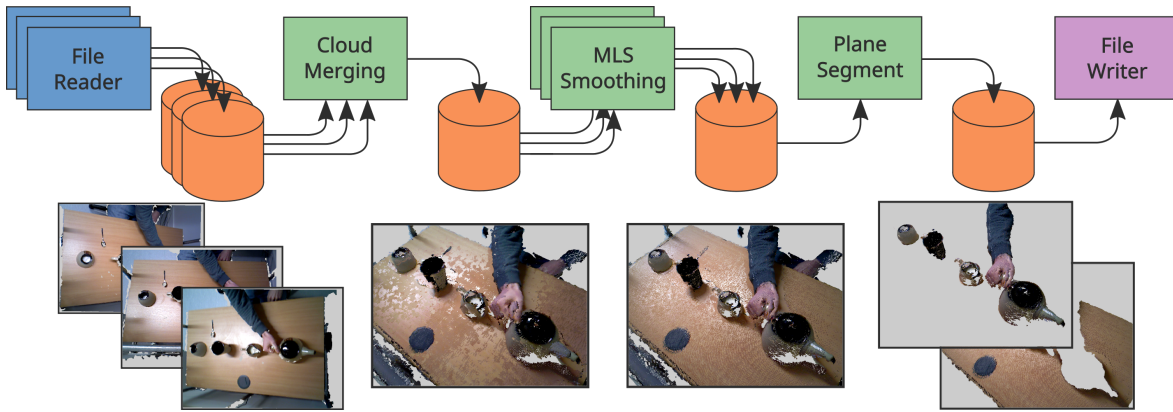 File
Reader
Cloud
Merging
MLS
Smoothing
Plane
Segment
File
Writer